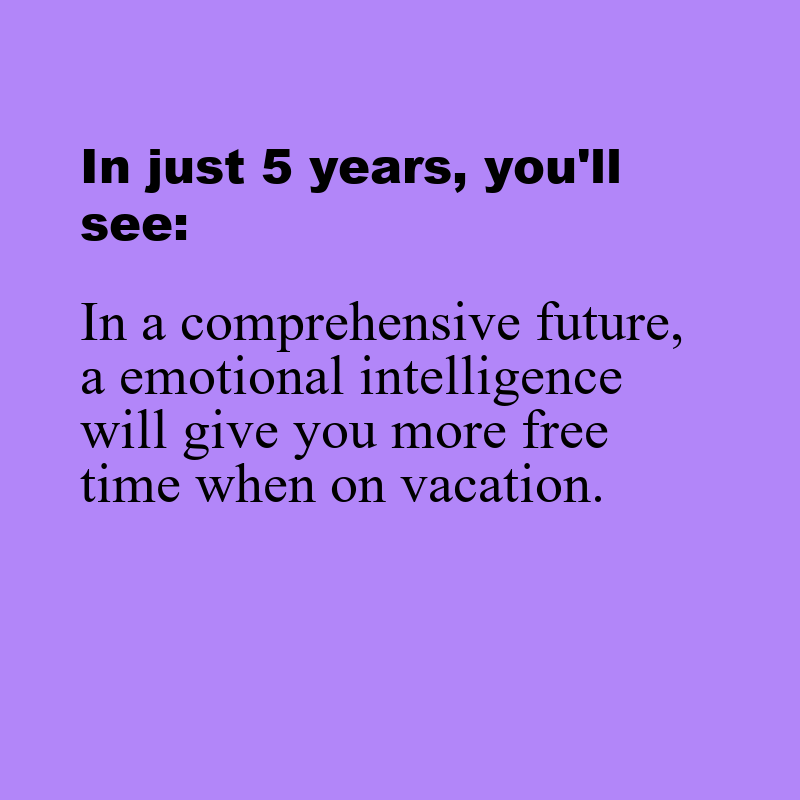 In just 5 years, you'll
see:
In a comprehensive future,
a emotional intelligence
will give you more free
time when on vacation.